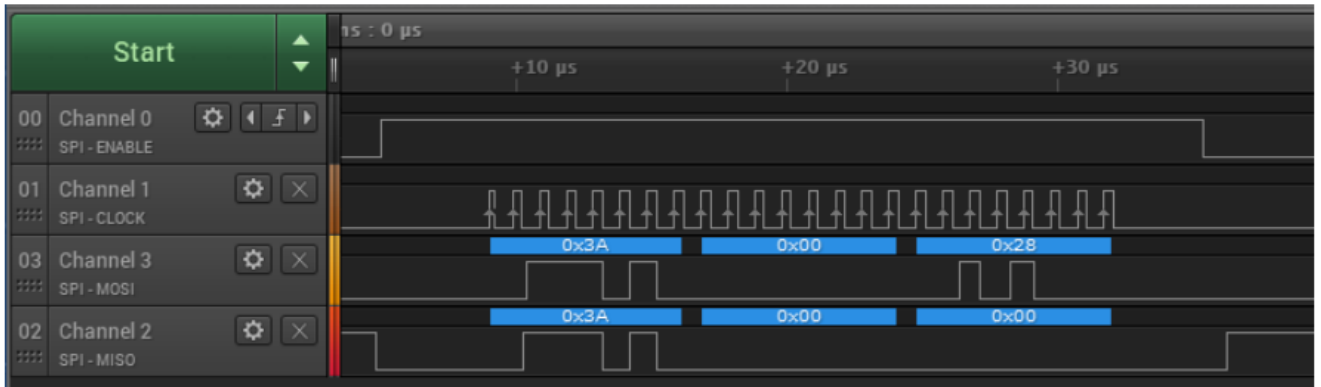 Start
ms : 0 µs
+10 µs
+20 µs
+30 µs
00 Channel 0
SPI - ENABLE
01 Channel 1
SPI - CLOCK
0x3A 0x00 0x28
03 Channel 3
SPI - MOSI
0x3A 0x00 0x00
02 Channel 2
SPI - MISO